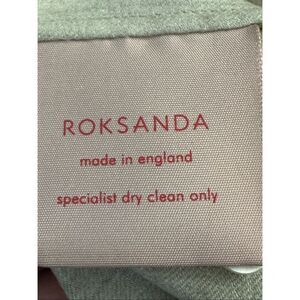 ROKSANDA
made in england
specialist dry clean only